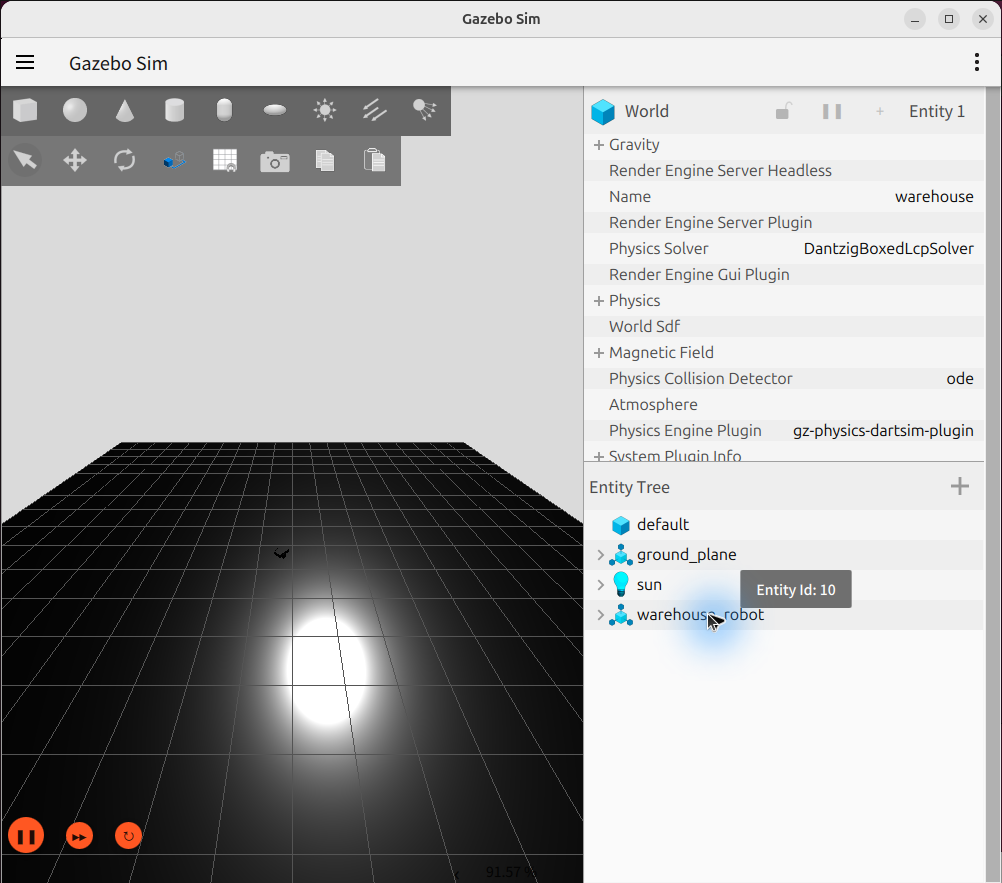 Gazebo Sim
Gazebo Sim
World Entity 1
Gravity
Render Engine Server Headless
Name warehouse
Render Engine Server Plugin
Physics Solver DantzigBoxedLcpSolver
Render Engine Gui Plugin
Physics
World Sdf
Magnetic Field
Physics Collision Detector ode
Atmosphere
Physics Engine Plugin gz-physics-dartsim-plugin
System Plugin Info
Entity Tree
default
ground_plane
sun
Entity Id: 10
warehouse_robot
91.57 %